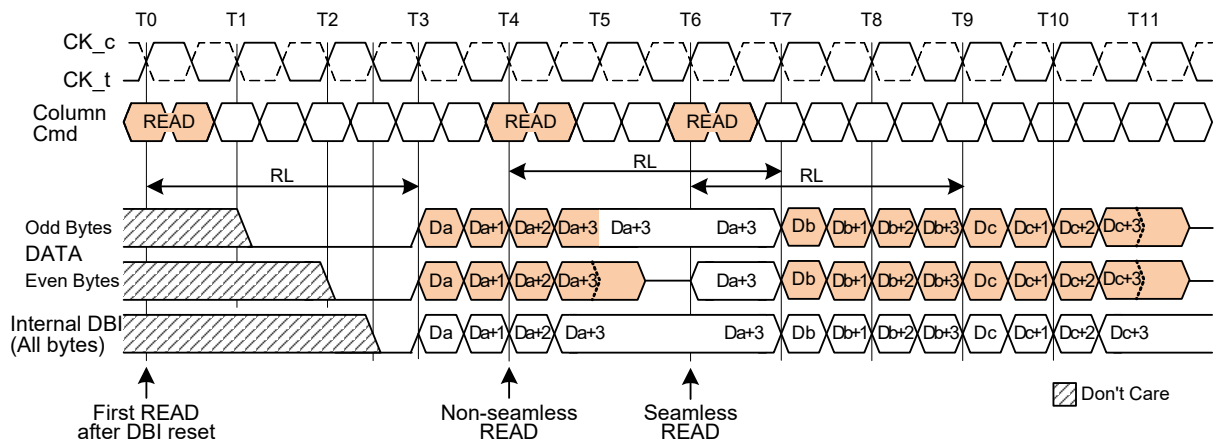 T0 T1 T2 T3 T4 T5 T6 T7 T8 T9 T10 T11
CK_c
CK_t
Column
Cmd
READ READ READ
RL RL RL
Odd Bytes Da Da+1 Da+2 Da+3 Da+3 Da+3 Db Db+1 Db+2 Db+3 Dc Dc+1 Dc+2 Dc+3
DATA
Even Bytes Da Da+1 Da+2 Da+3 Da+3 Db Db+1 Db+2 Db+3 Dc Dc+1 Dc+2 Dc+3
Internal DBI
(All bytes)
Da Da+1 Da+2 Da+3 Da+3 Db Db+1 Db+2 Db+3 Dc Dc+1 Dc+2 Dc+3
Don't Care
First READ
after DBI reset
Non-seamless
READ
Seamless
READ